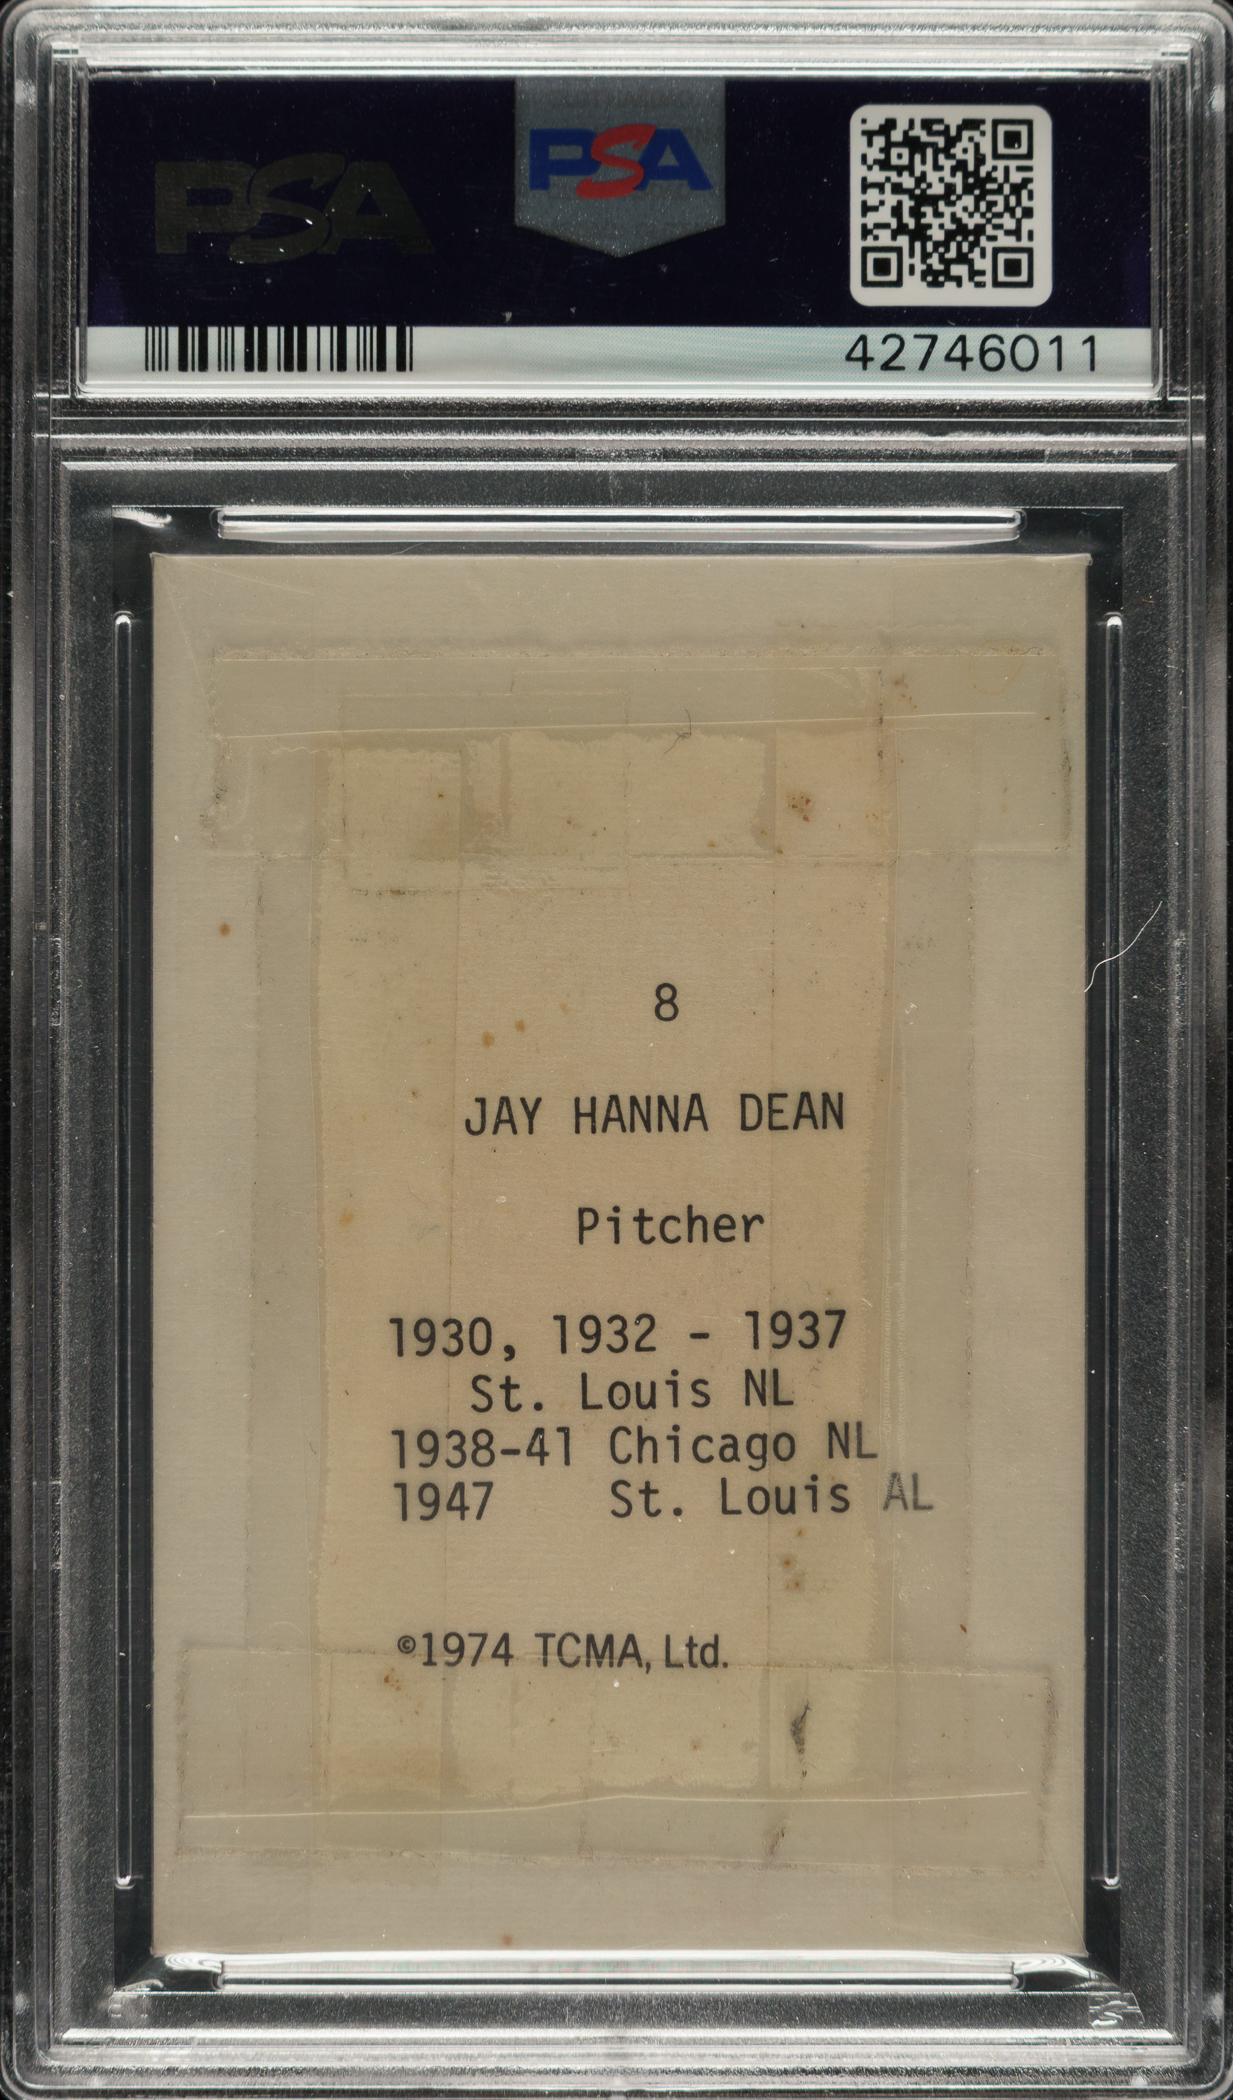 PSA
PSA
42746011
8
JAY HANNA DEAN
Pitcher
1930, 1932 - 1937
St. Louis NL
1938-41 Chicago NL
1947 St. Louis AL
©1974 TCMA, Ltd.